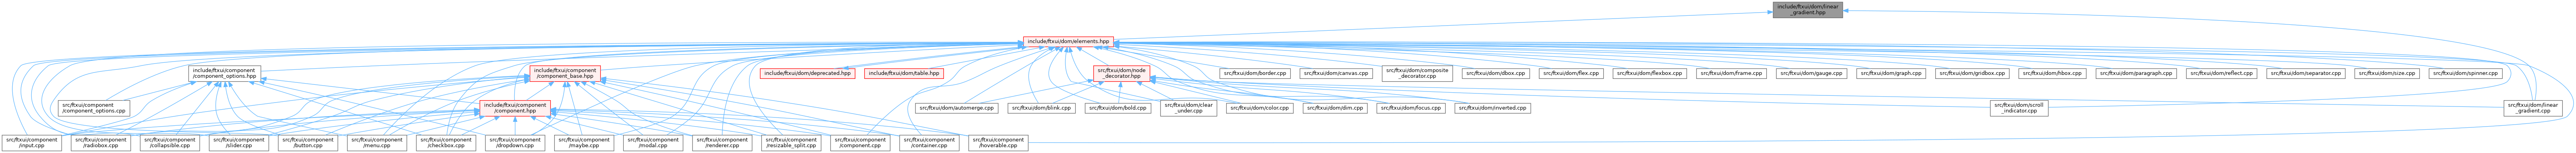 include/ftxui/dom/linear
_gradient.hpp
include/ftxui/dom/elements.hpp
include/ftxui/component
/component_options.hpp
include/ftxui/component
/component_base.hpp
include/ftxui/dom/deprecated.hpp
include/ftxui/dom/table.hpp
src/ftxui/dom/node
_decorator.hpp
src/ftxui/dom/border.cpp
src/ftxui/dom/canvas.cpp
src/ftxui/dom/composite
_decorator.cpp
src/ftxui/dom/dbox.cpp
src/ftxui/dom/flex.cpp
src/ftxui/dom/flexbox.cpp
src/ftxui/dom/frame.cpp
src/ftxui/dom/gauge.cpp
src/ftxui/dom/graph.cpp
src/ftxui/dom/gridbox.cpp
src/ftxui/dom/hbox.cpp
src/ftxui/dom/paragraph.cpp
src/ftxui/dom/reflect.cpp
src/ftxui/dom/separator.cpp
src/ftxui/dom/size.cpp
src/ftxui/dom/spinner.cpp
src/ftxui/component
/component_options.cpp
include/ftxui/component
/component.hpp
src/ftxui/dom/automerge.cpp
src/ftxui/dom/blink.cpp
src/ftxui/dom/bold.cpp
src/ftxui/dom/clear
_under.cpp
src/ftxui/dom/color.cpp
src/ftxui/dom/dim.cpp
src/ftxui/dom/focus.cpp
src/ftxui/dom/inverted.cpp
src/ftxui/dom/scroll
_indicator.cpp
src/ftxui/dom/linear
_gradient.cpp
src/ftxui/component
/input.cpp
src/ftxui/component
/radiobox.cpp
src/ftxui/component
/collapsible.cpp
src/ftxui/component
/slider.cpp
src/ftxui/component
/button.cpp
src/ftxui/component
/menu.cpp
src/ftxui/component
/checkbox.cpp
src/ftxui/component
/dropdown.cpp
src/ftxui/component
/maybe.cpp
src/ftxui/component
/modal.cpp
src/ftxui/component
/renderer.cpp
src/ftxui/component
/resizable_split.cpp
src/ftxui/component
/component.cpp
src/ftxui/component
/container.cpp
src/ftxui/component
/hoverable.cpp